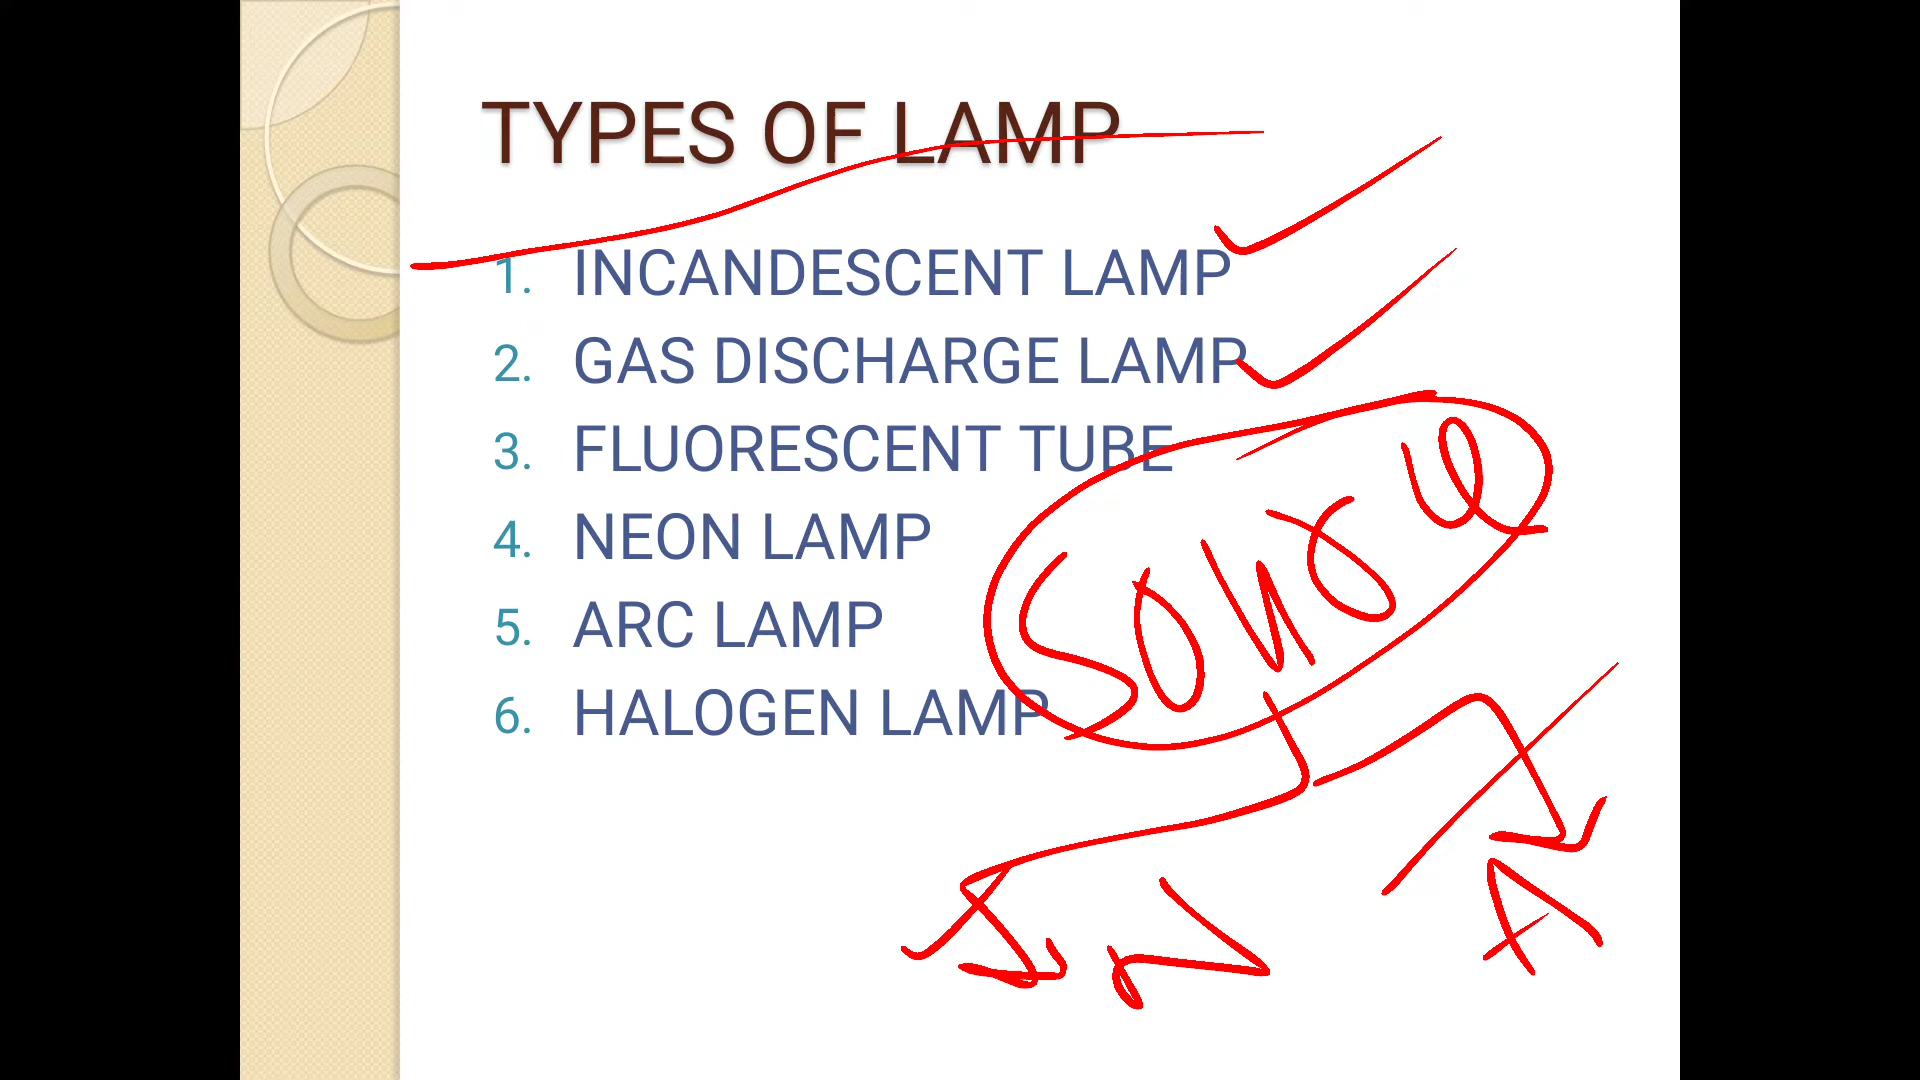 TYPES OF LAMP
1. INCANDESCENT LAMP
2. GAS DISCHARGE LAMP
3. FLUORESCENT TUBE
4. NEON LAMP
5. ARC LAMP
6. HALOGEN LAMP
N
A